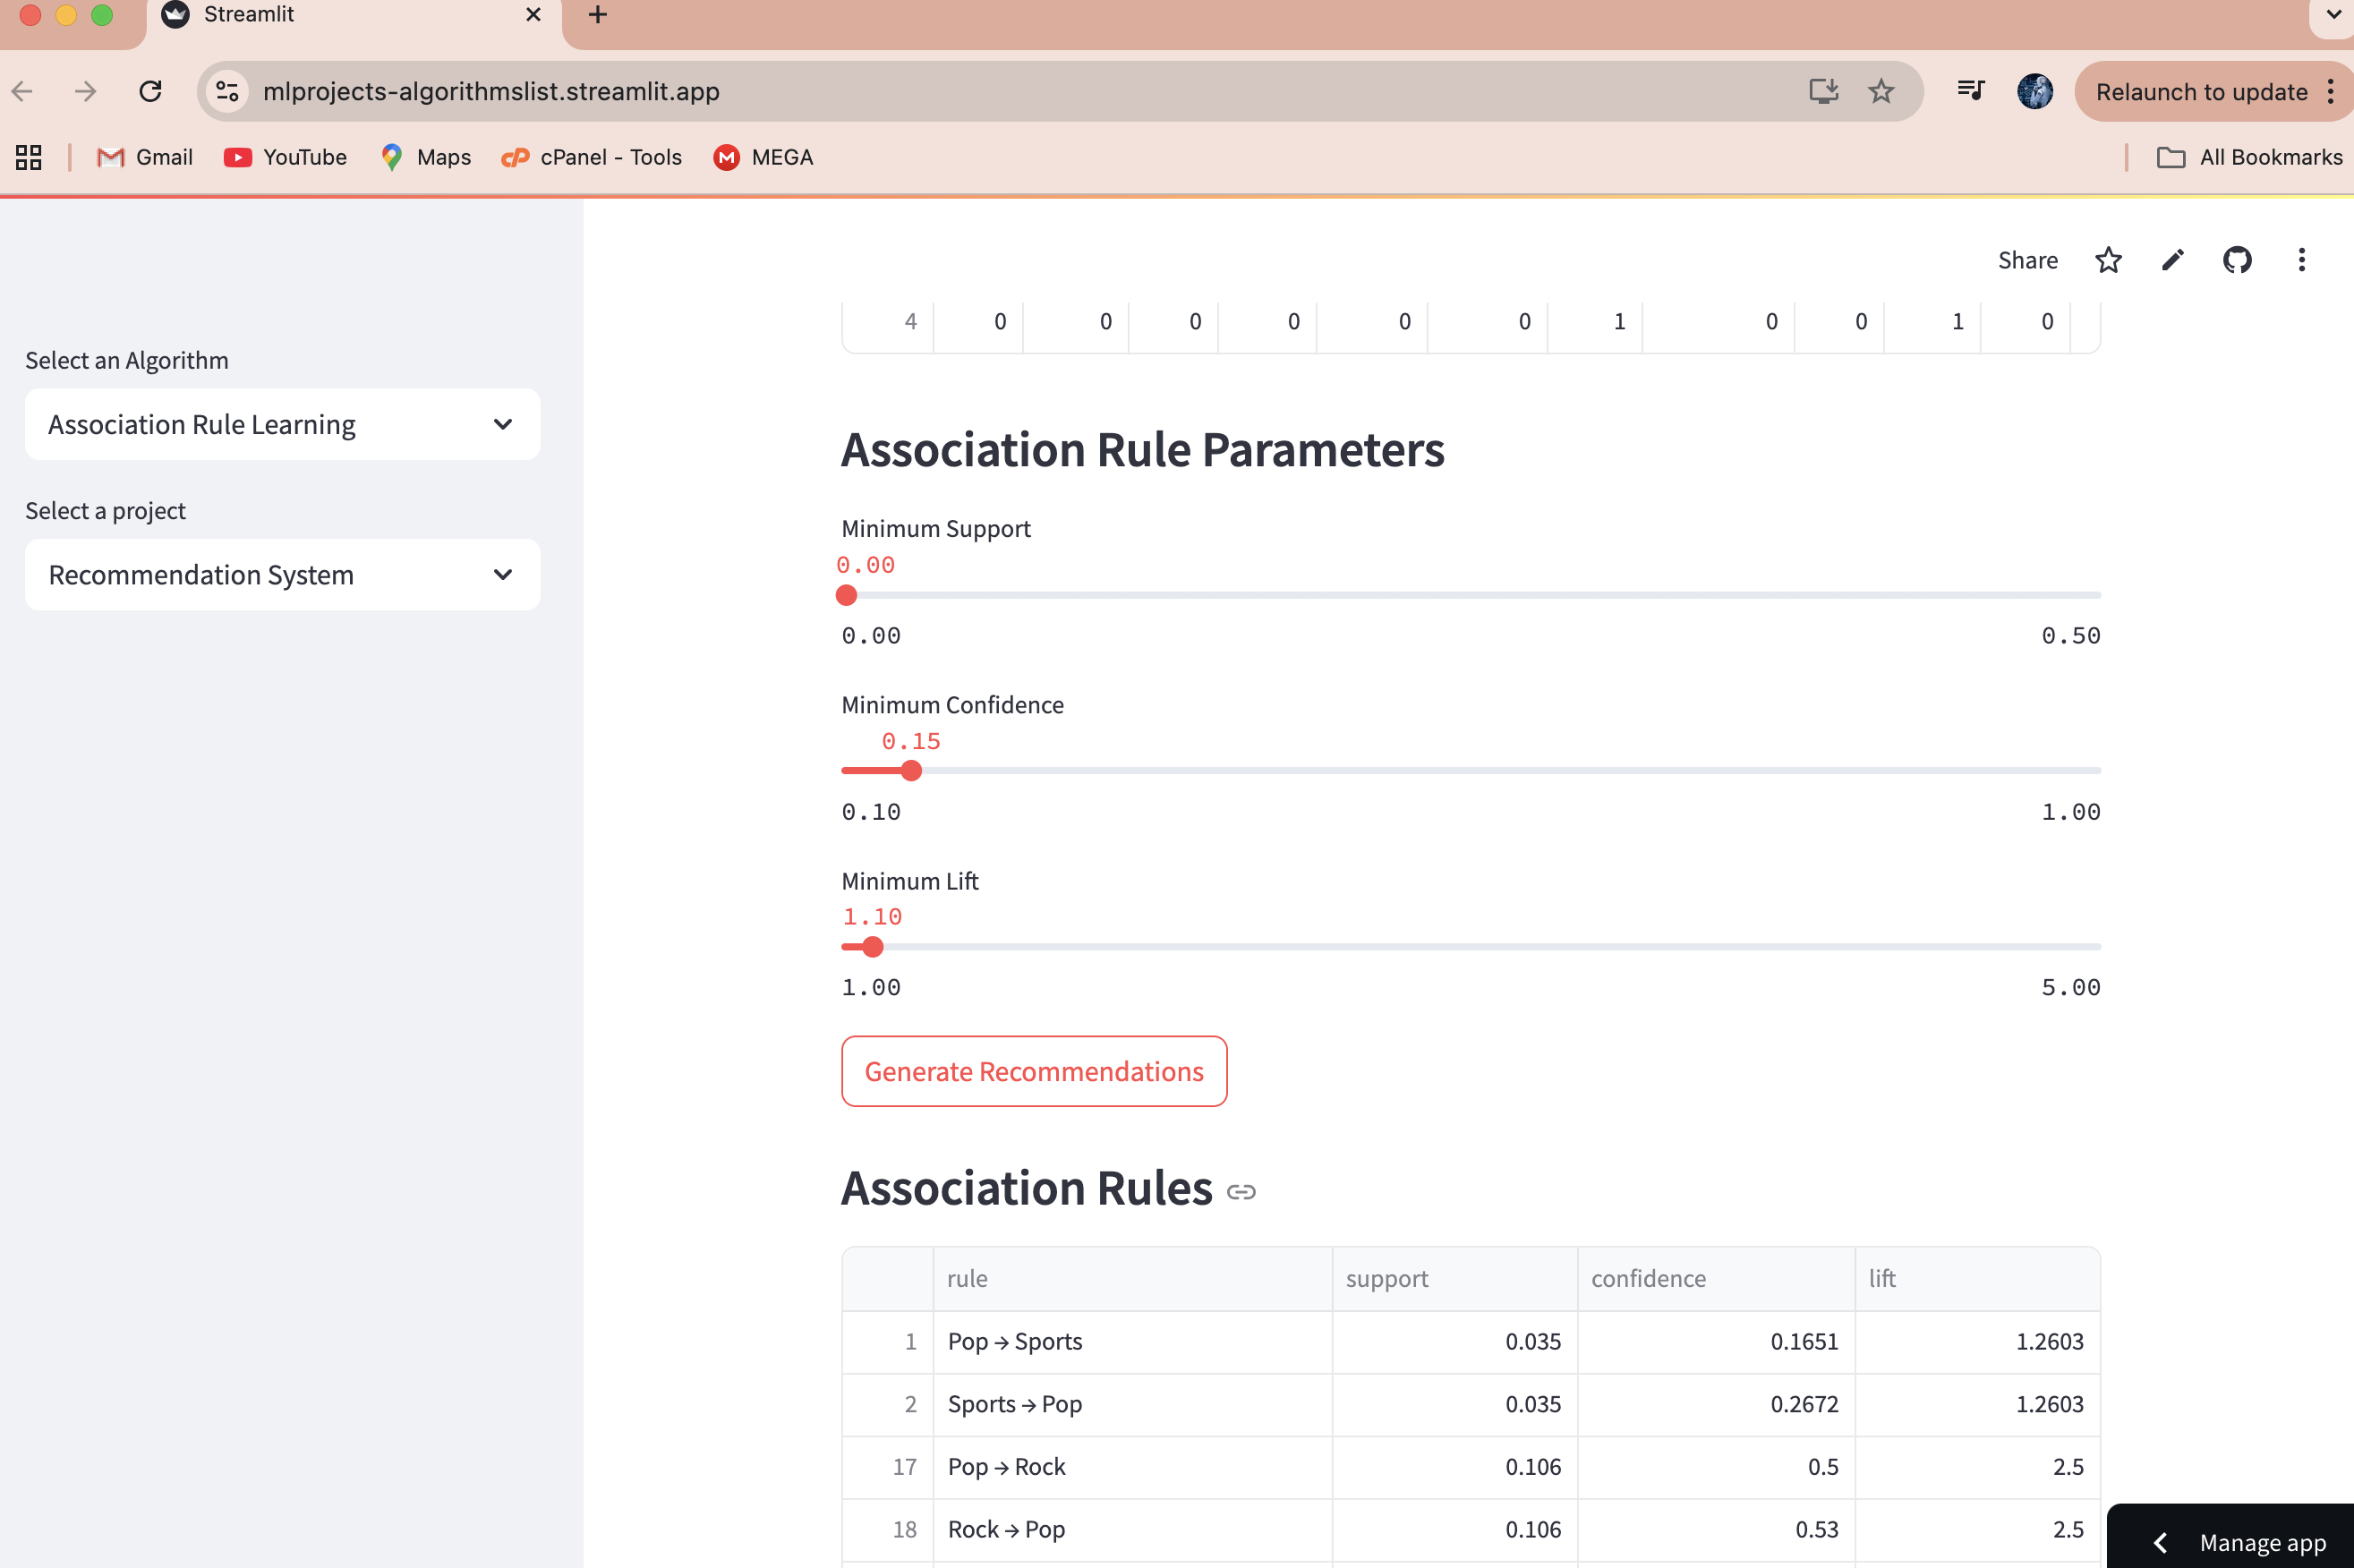 Streamlit
mlprojects-algorithmslist.streamlit.app
Relaunch to update
Gmail YouTube Maps cPanel - Tools MEGA All Bookmarks
Share
Select an Algorithm
Association Rule Learning
Select a project
Recommendation System
4 0 0 0 0 0 0 1 0 0 1 0
Association Rule Parameters
Minimum Support
0.00
0.00 0.50
Minimum Confidence
0.15
0.10 1.00
Minimum Lift
1.10
1.00 5.00
Generate Recommendations
Association Rules
rule support confidence lift
1 Pop → Sports 0.035 0.1651 1.2603
2 Sports → Pop 0.035 0.2672 1.2603
17 Pop → Rock 0.106 0.5 2.5
18 Rock → Pop 0.106 0.53 2.5
Manage app